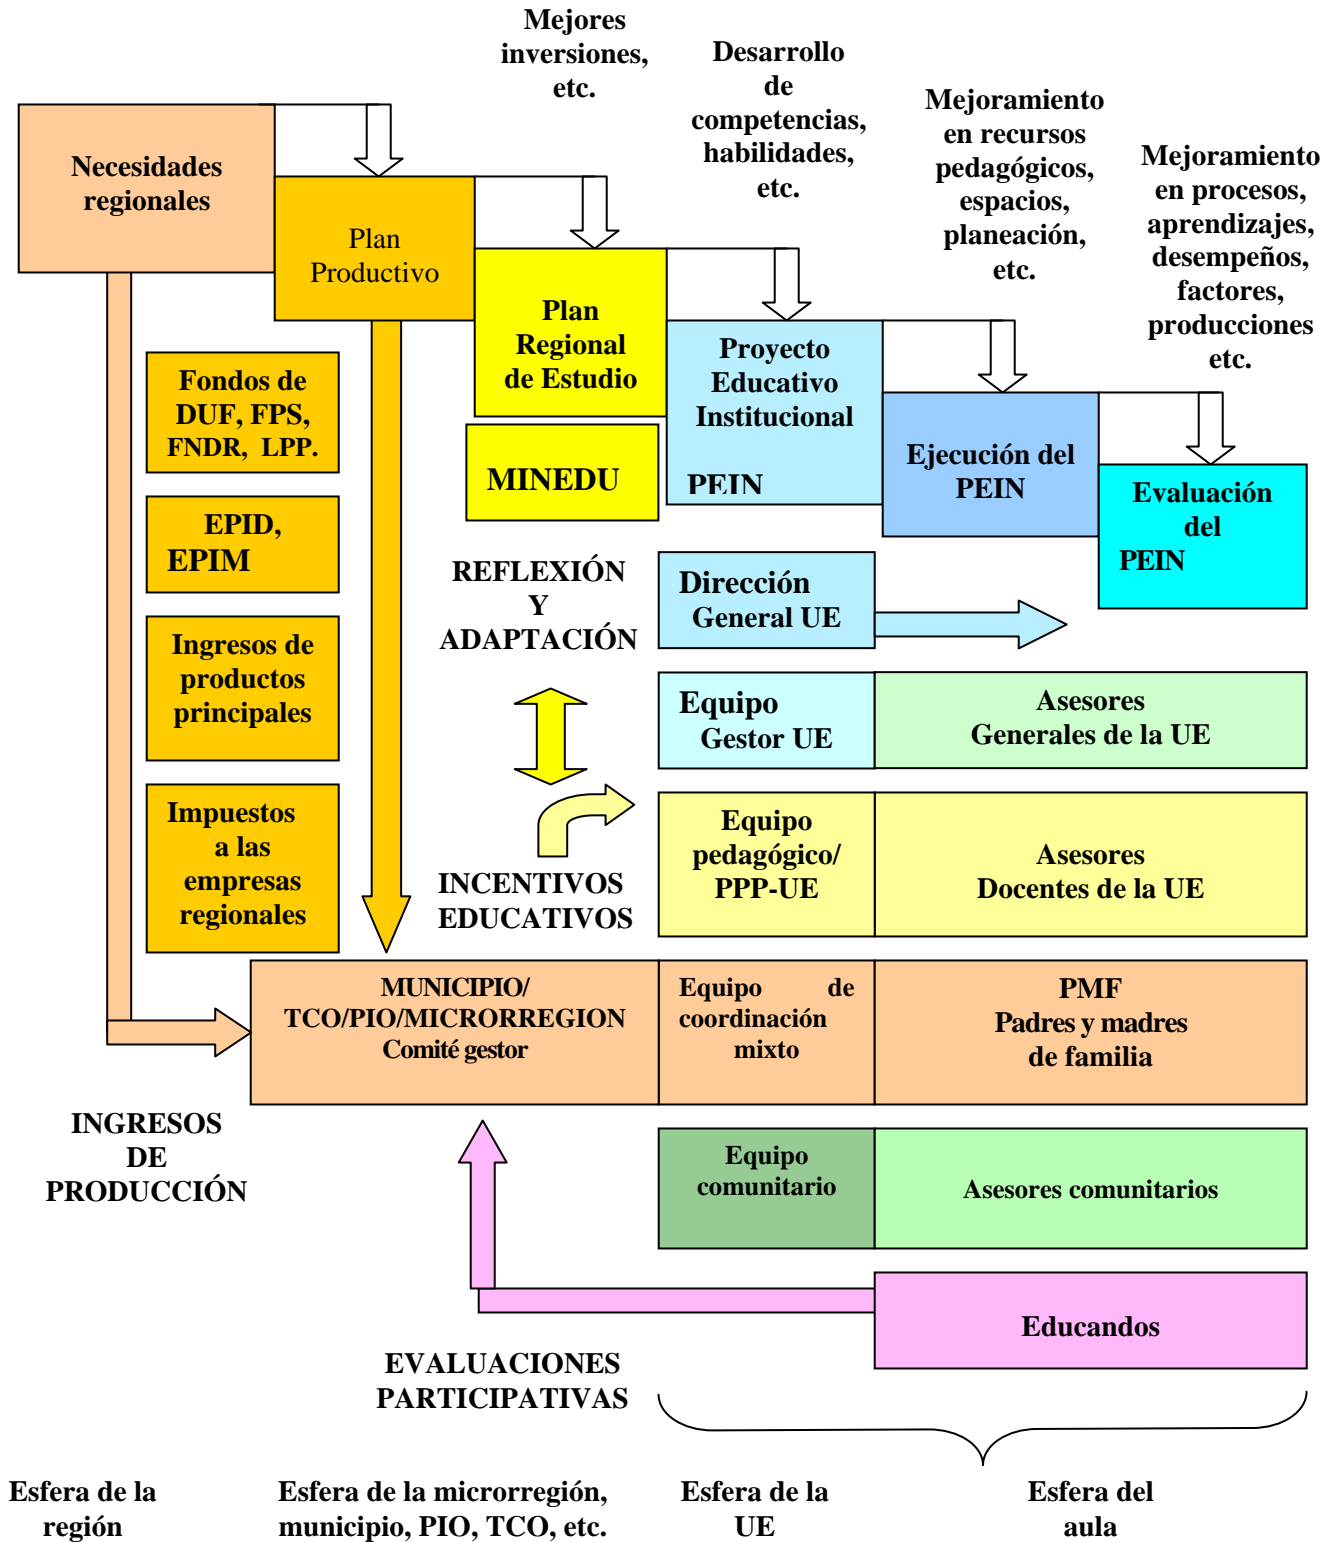 Mejores
inversiones,
etc.
Desarrollo
de
competencias,
habilidades,
etc.
Mejoramiento
en recursos
pedagógicos,
espacios,
planeación,
etc.
Mejoramiento
en procesos,
aprendizajes,
desempeños,
factores,
producciones
etc.
Necesidades
regionales
Plan
Productivo
Plan
Regional
de Estudio
Proyecto
Educativo
Institucional
PEIN
Ejecución del
PEIN
Evaluación
del
PEIN
Fondos de
DUF, FPS,
FNDR, LPP.
MINEDU
EPID,
EPIM
REFLEXIÓN
Y
ADAPTACIÓN
Dirección
General UE
Ingresos de
productos
principales
Equipo
Gestor UE
Asesores
Generales de la UE
Impuestos
a las
empresas
regionales
INCENTIVOS
EDUCATIVOS
Equipo
pedagógico/
PPP-UE
Asesores
Docentes de la UE
MUNICIPIO/
TCO/PIO/MICRORREGION
Comité gestor
Equipo de
coordinación
mixto
PMF
Padres y madres
de familia
INGRESOS
DE
PRODUCCIÓN
Equipo
comunitario
Asesores comunitarios
Educandos
EVALUACIONES
PARTICIPATIVAS
Esfera de la
región
Esfera de la microrregión,
municipio, PIO, TCO, etc.
Esfera de la
UE
Esfera del
aula